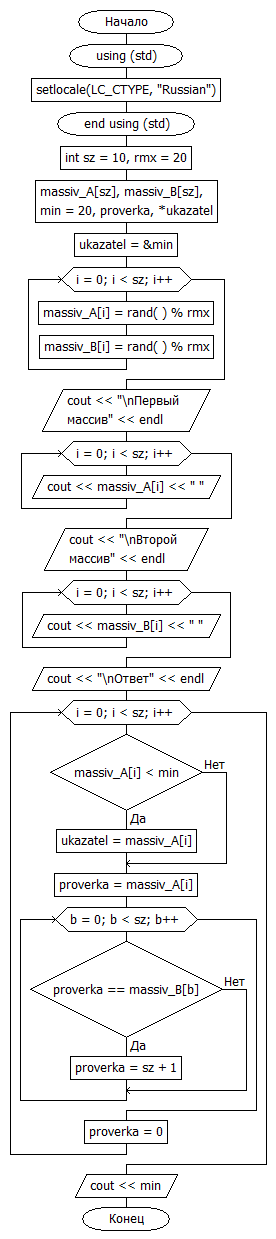 Начало
using (std)
setlocale(LC_CTYPE, "Russian")
end using (std)
int sz = 10, rmx = 20
massiv_A[sz], massiv_B[sz],
min = 20, proverka, *ukazatel
ukazatel = &min
i = 0; i < sz; i++
massiv_A[i] = rand( ) % rmx
massiv_B[i] = rand( ) % rmx
cout << "\nПервый
массив" << endl
i = 0; i < sz; i++
cout << massiv_A[i] << " "
cout << "\nВторой
массив" << endl
i = 0; i < sz; i++
cout << massiv_B[i] << " "
cout << "\nОтвет" << endl
i = 0; i < sz; i++
massiv_A[i] < min
Нет
Да
ukazatel = massiv_A[i]
proverka = massiv_A[i]
b = 0; b < sz; b++
proverka == massiv_B[b]
Нет
Да
proverka = sz + 1
proverka = 0
cout << min
Конец